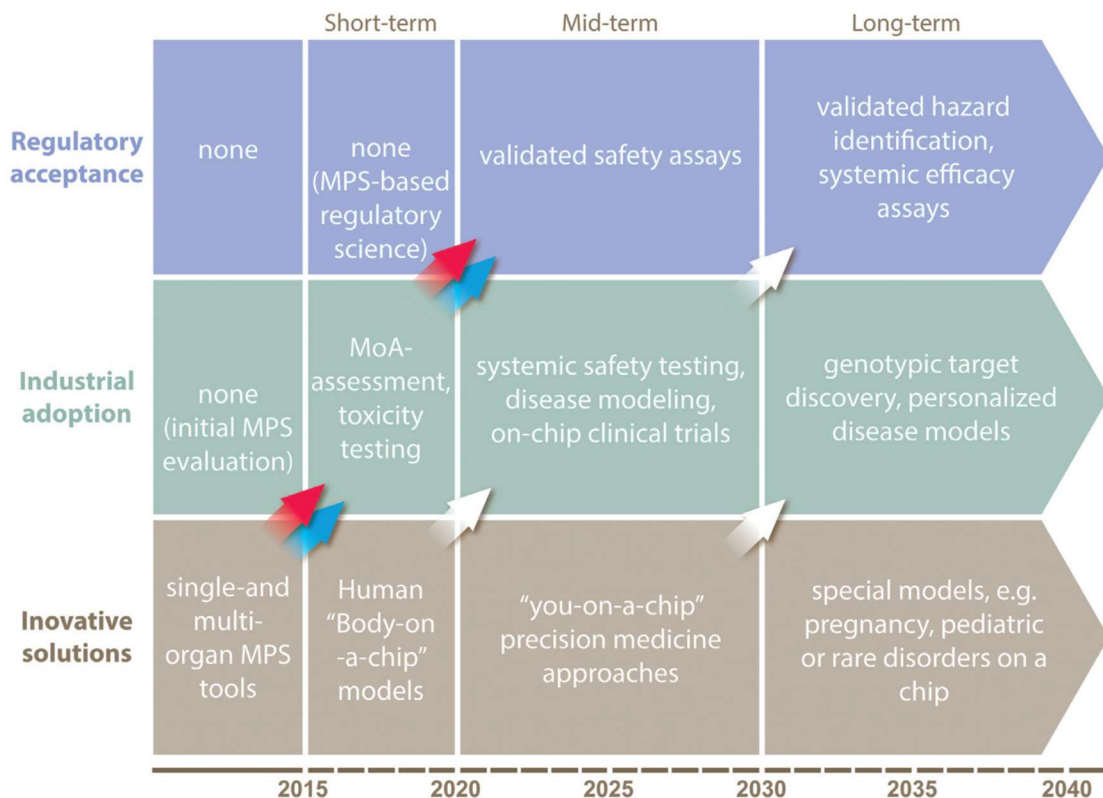 Short-term
Mid-term
Long-term
Regulatory
acceptance
none
none
(MPS-based
regulatory
science)
validated safety assays
validated hazard
identification,
systemic efficacy
assays
Industrial
adoption
none
(initial MPS
evaluation)
MoA-
assessment,
toxicity
testing
systemic safety testing,
disease modeling,
on-chip clinical trials
genotypic target
discovery, personalized
disease models
Inovative
solutions
single-and
multi-
organ MPS
tools
Human
“Body-on
-a-chip”
models
“you-on-a-chip”
precision medicine
approaches
special models, e.g.
pregnancy, pediatric
or rare disorders on a
chip
2015
2020
2025
2030
2035
2040